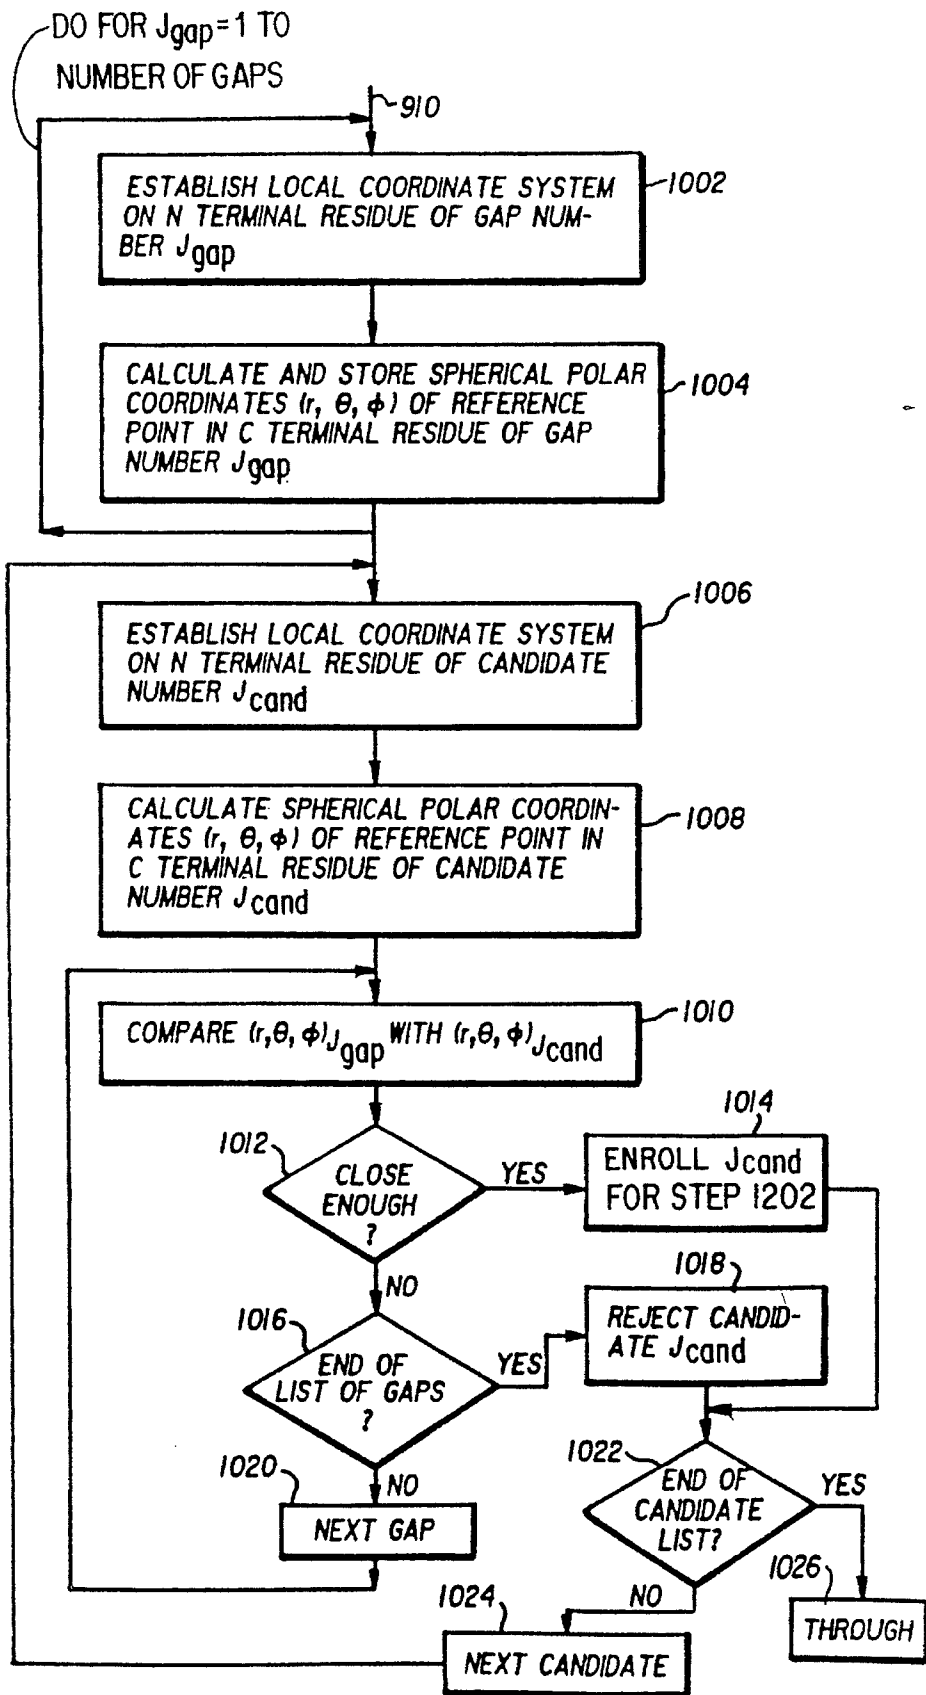 DO FOR Jgap=1 TO
NUMBER OF GAPS
910
ESTABLISH LOCAL COORDINATE SYSTEM
ON N TERMINAL RESIDUE OF GAP NUM-
BER Jgap
1002
CALCULATE AND STORE SPHERICAL POLAR
COORDINATES (r, θ, ϕ) OF REFERENCE
POINT IN C TERMINAL RESIDUE OF GAP
NUMBER Jgap
1004
ESTABLISH LOCAL COORDINATE SYSTEM
ON N TERMINAL RESIDUE OF CANDIDATE
NUMBER Jcand
1006
CALCULATE SPHERICAL POLAR COORDIN-
ATES (r, θ, ϕ) OF REFERENCE POINT IN
C TERMINAL RESIDUE OF CANDIDATE
NUMBER Jcand
1008
COMPARE (r,θ, ϕ)Jgap WITH (r,θ, ϕ)Jcand
1010
1012
CLOSE
ENOUGH
?
YES
NO
1014
ENROLL Jcand
FOR STEP 1202
1016
END OF
LIST OF GAPS
?
YES
NO
1018
REJECT CANDID-
ATE Jcand
1020
NEXT GAP
1022
END OF
CANDIDATE
LIST?
YES
NO
1024
NEXT CANDIDATE
1026
THROUGH